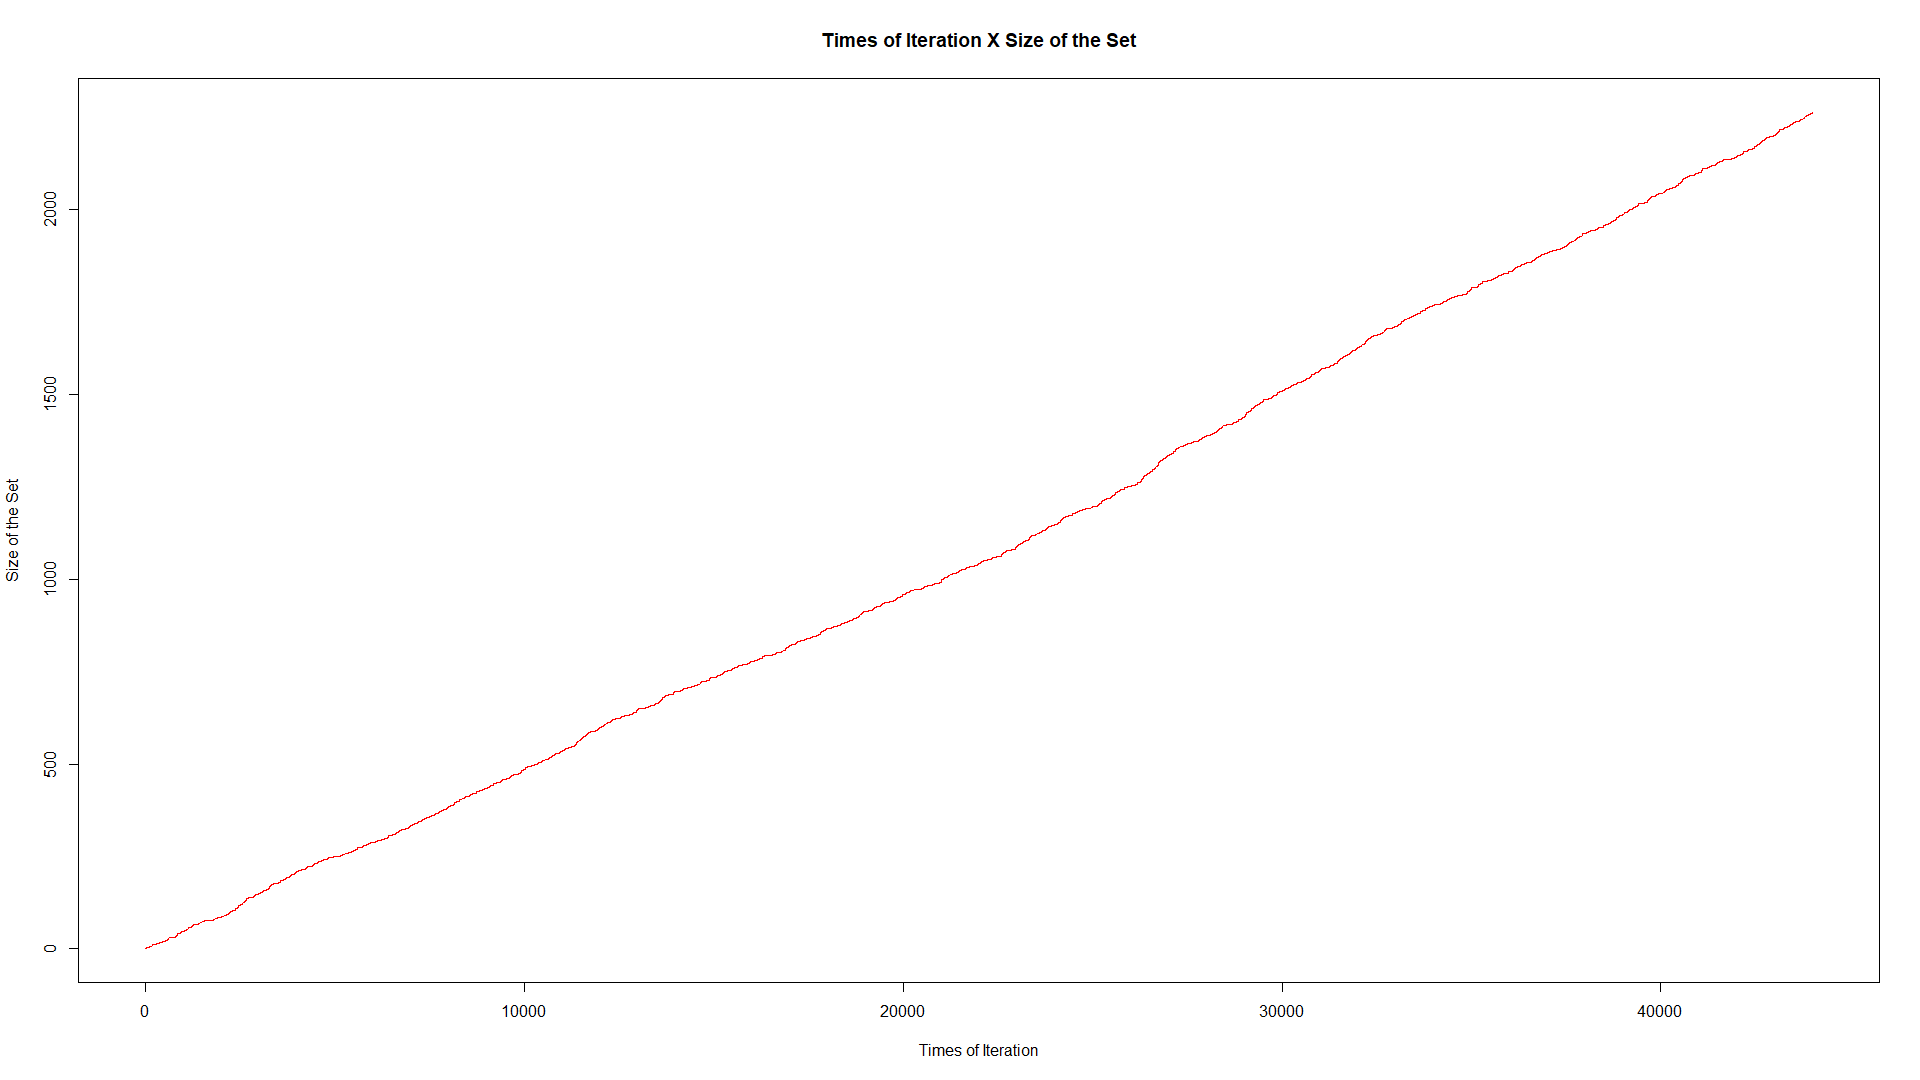 Times of Iteration X Size of the Set
Size of the Set
2000
1500
1000
500
0
0 10000 20000 30000 40000
Times of Iteration